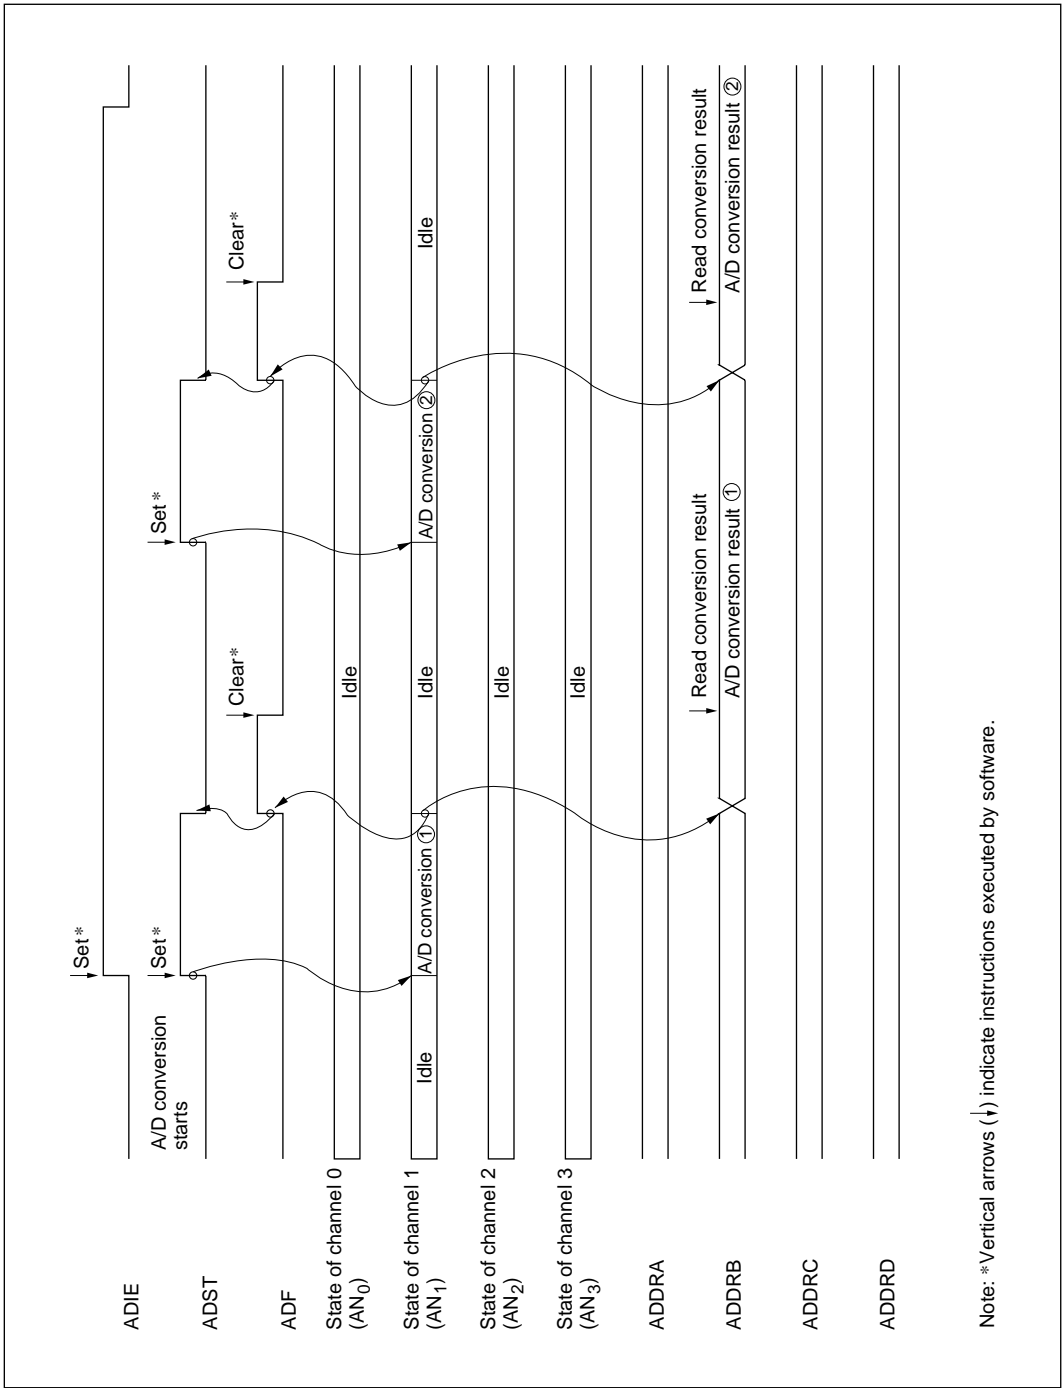 Set*
ADIE
A/D conversion
starts
Set*
Set*
ADST
Clear*
Clear*
ADF
State of channel 0
(AN0)
Idle
State of channel 1
(AN1)
Idle
A/D conversion ①
Idle
A/D conversion ②
Idle
State of channel 2
(AN2)
Idle
State of channel 3
(AN3)
Idle
ADDRA
Read conversion result
Read conversion result
ADDRB
A/D conversion result ①
A/D conversion result ②
ADDRC
ADDRD
Note: *Vertical arrows (↓) indicate instructions executed by software.